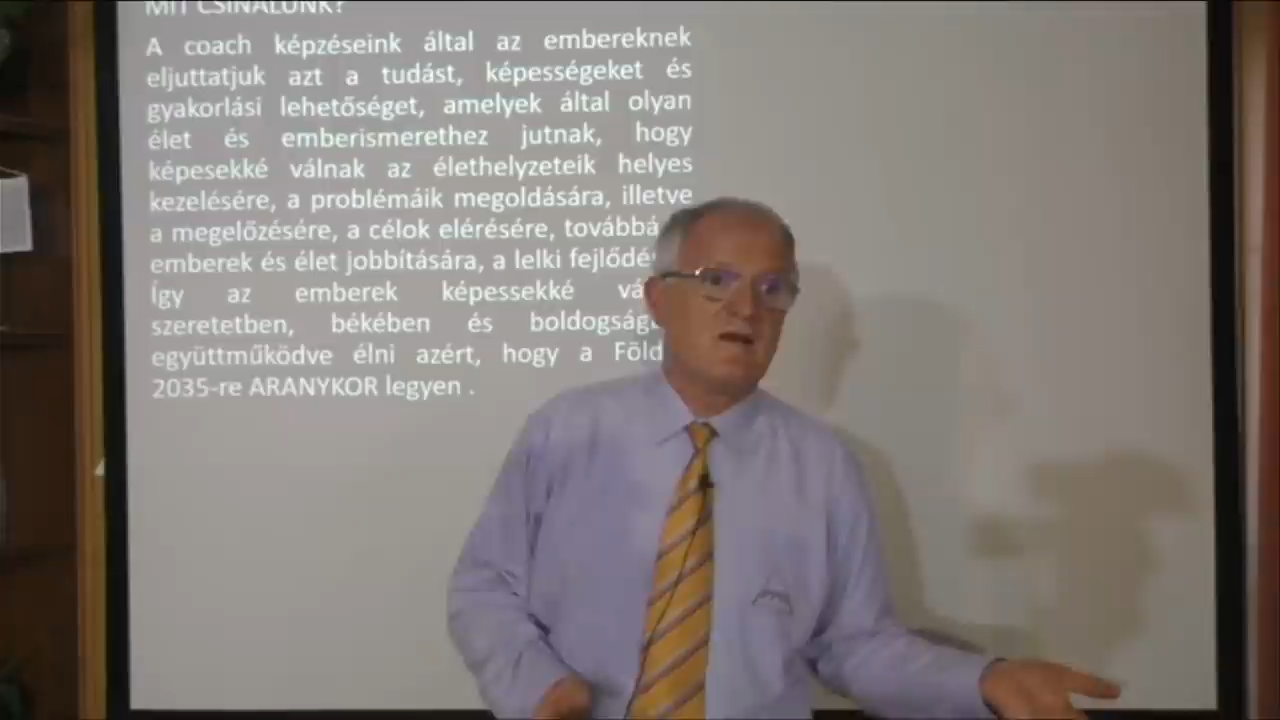 MIT CSINÁLUNK?
A coach képzéseink által az embereknek
eljuttatjuk azt a tudást, képességeket és
gyakorlási lehetőséget, amelyek által olyan
élet és emberismerethez jutnak, hogy
képesekké válnak az élethelyzeteik helyes
kezelésére, a problémáik megoldására, illetve
a megelőzésére, a célok elérésére, továbbá
emberek és élet jobbítására, a lelki
Így az emberek képessekké
szeretetben, békében és
együttműködve élni azért, hogy a Föld
2035-re ARANYKOR legyen .